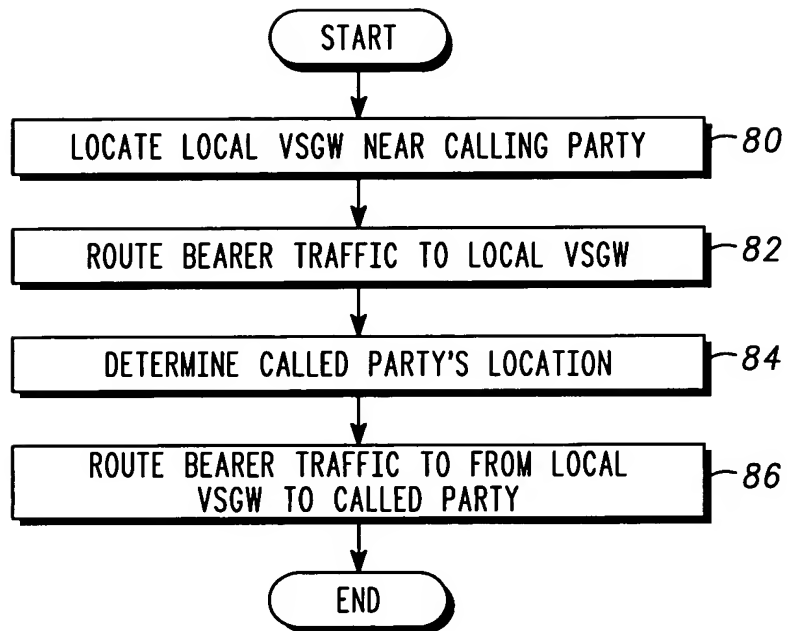 START
LOCATE LOCAL VSGW NEAR CALLING PARTY
80
ROUTE BEARER TRAFFIC TO LOCAL VSGW
82
DETERMINE CALLED PARTY'S LOCATION
84
ROUTE BEARER TRAFFIC TO FROM LOCAL
VSGW TO CALLED PARTY
86
END